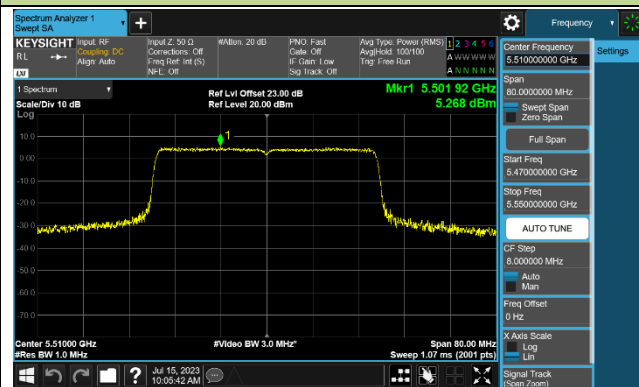 Spectrum Analyzer 1
Swept SA
Frequency
KEYSIGHT
RL
LXI
Input: RF
Coupling: DC
Align: Auto
Input Z: 50 Ω
Corrections: Off
Freq Ref: Int (S)
NFE: Off
#Atten: 20 dB
PNO: Fast
Gate: Off
IF Gain: Low
Sig Track: Off
Avg Type: Power (RMS)
Avg|Hold: 100/100
Trig: Free Run
1 2 3 4 5 6
A W W W W W
A N N N N N
1 Spectrum
Scale/Div 10 dB
Log
Ref Lvl Offset 23.00 dB
Ref Level 20.00 dBm
Mkr1 5.501 92 GHz
5.268 dBm
1
10.0
0.00
-10.0
-20.0
-30.0
-40.0
-50.0
-60.0
-70.0
Center 5.51000 GHz
#Res BW 1.0 MHz
#Video BW 3.0 MHz*
Span 80.00 MHz
Sweep 1.07 ms (2001 pts)
Jul 15, 2023
10:05:42 AM
Center Frequency
5.510000000 GHz
Settings
Span
80.0000000 MHz
Swept Span
Zero Span
Full Span
Start Freq
5.470000000 GHz
Stop Freq
5.550000000 GHz
AUTO TUNE
CF Step
8.000000 MHz
Auto
Man
Freq Offset
0 Hz
X Axis Scale
Log
Lin
Signal Track
(Span Zoom)